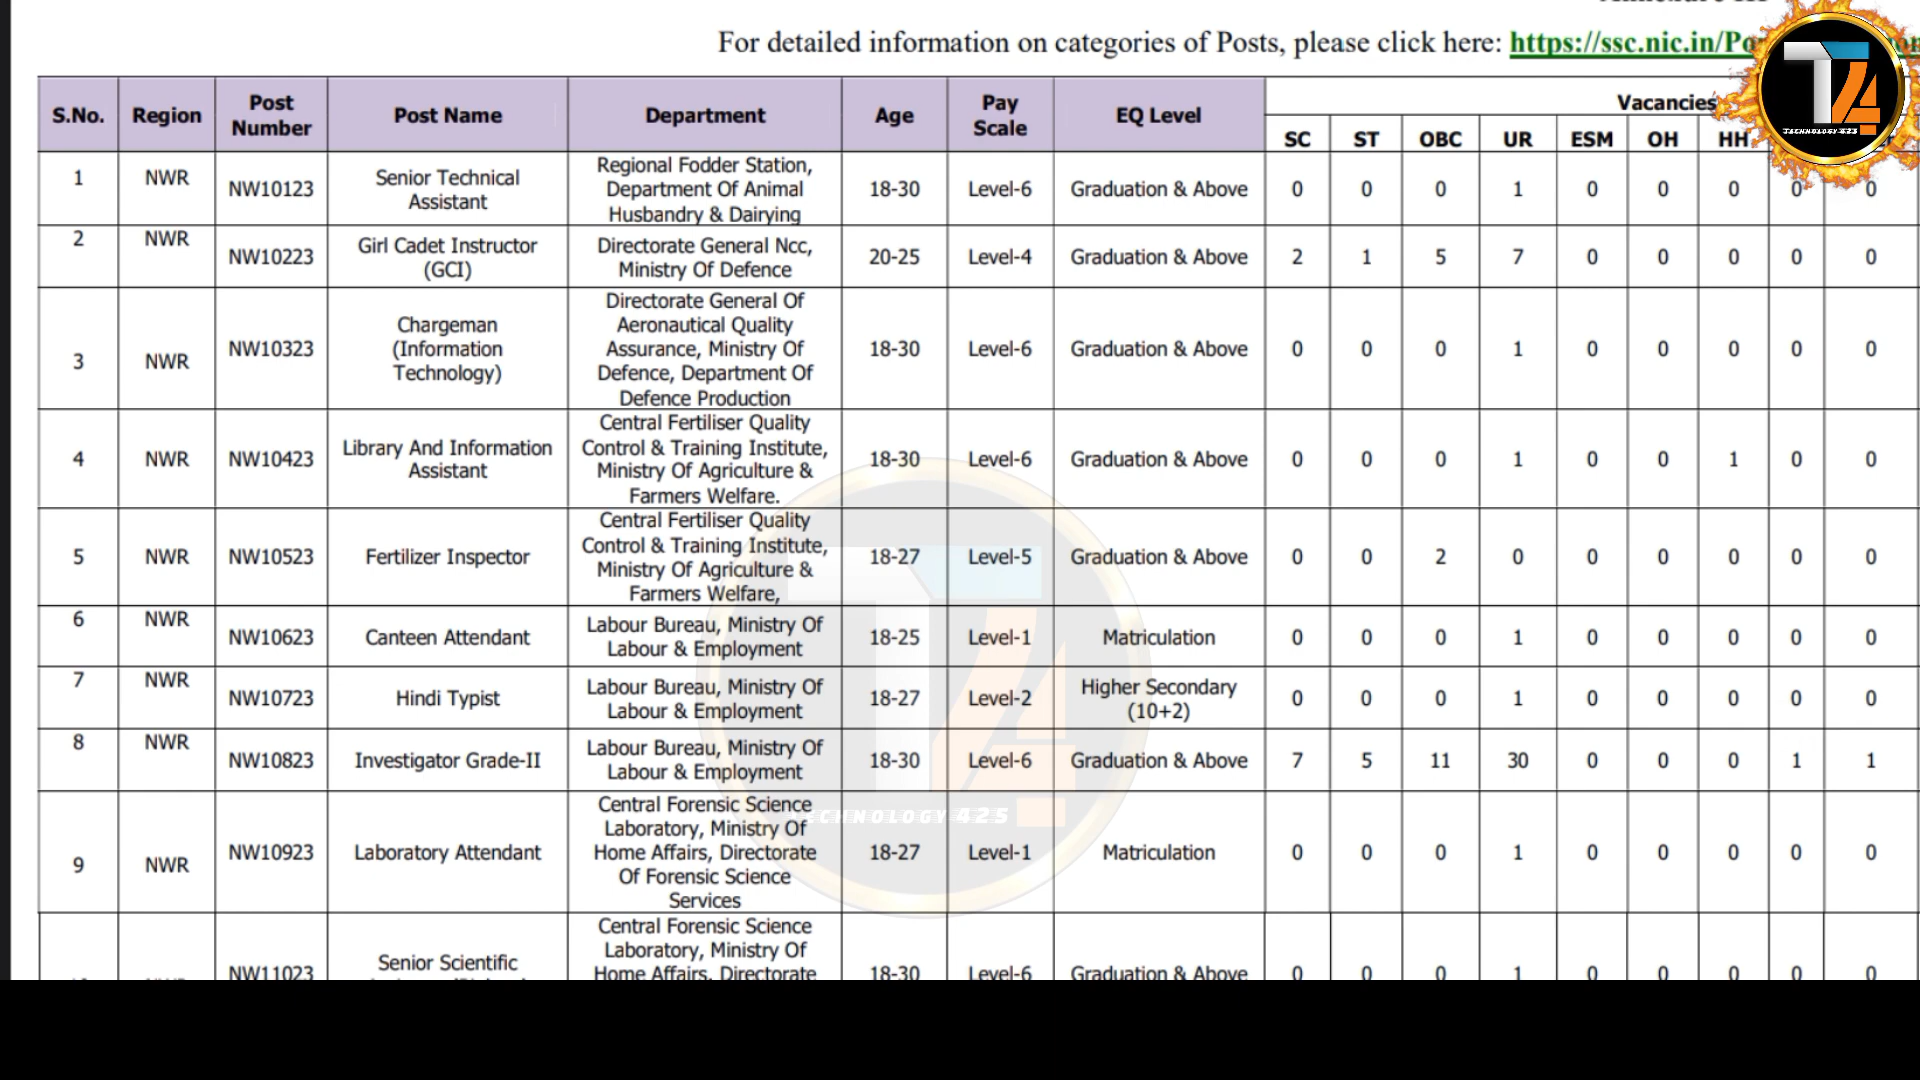 For detailed information on categories of Posts, please click here: https://ssc.nic.in/Po
S.No. Region Post Number Post Name Department Age Pay Scale EQ Level Vacancies
SC ST OBC UR ESM OH HH
1 NWR NW10123 Senior Technical Assistant Regional Fodder Station, Department Of Animal Husbandry & Dairying 18-30 Level-6 Graduation & Above 0 0 0 1 0 0 0 0 0
2 NWR NW10223 Girl Cadet Instructor (GCI) Directorate General Ncc, Ministry Of Defence 20-25 Level-4 Graduation & Above 2 1 5 7 0 0 0 0 0
3 NWR NW10323 Chargeman (Information Technology) Directorate General Of Aeronautical Quality Assurance, Ministry Of Defence, Department Of Defence Production 18-30 Level-6 Graduation & Above 0 0 0 1 0 0 0 0 0
4 NWR NW10423 Library And Information Assistant Central Fertiliser Quality Control & Training Institute, Ministry Of Agriculture & Farmers Welfare. 18-30 Level-6 Graduation & Above 0 0 0 1 0 0 1 0 0
5 NWR NW10523 Fertilizer Inspector Central Fertiliser Quality Control & Training Institute, Ministry Of Agriculture & Farmers Welfare, 18-27 Level-5 Graduation & Above 0 0 2 0 0 0 0 0 0
6 NWR NW10623 Canteen Attendant Labour Bureau, Ministry Of Labour & Employment 18-25 Level-1 Matriculation 0 0 0 1 0 0 0 0 0
7 NWR NW10723 Hindi Typist Labour Bureau, Ministry Of Labour & Employment 18-27 Level-2 Higher Secondary (10+2) 0 0 0 1 0 0 0 0 0
8 NWR NW10823 Investigator Grade-II Labour Bureau, Ministry Of Labour & Employment 18-30 Level-6 Graduation & Above 7 5 11 30 0 0 0 1 1
9 NWR NW10923 Laboratory Attendant Central Forensic Science Laboratory, Ministry Of Home Affairs, Directorate Of Forensic Science Services 18-27 Level-1 Matriculation 0 0 0 1 0 0 0 0 0
NW11023 Senior Scientific Central Forensic Science Laboratory, Ministry Of Home Affairs, Directorate 18-30 Level-6 Graduation & Above 0 0 0 1 0 0 0 0 0
T4
TECHNOLOGY 425
T4
TECHNOLOGY 425